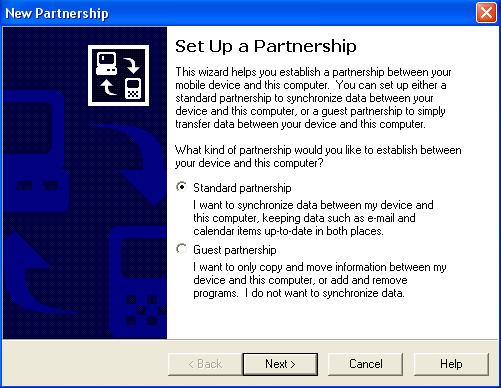 New Partnership
Set Up a Partnership
This wizard helps you establish a partnership between your
mobile device and this computer. You can set up either a
standard partnership to synchronize data between your
device and this computer, or a guest partnership to simply
transfer data between your device and this computer.
What kind of partnership would you like to establish between
your device and this computer?
Standard partnership
I want to synchronize data between my device and
this computer, keeping data such as e-mail and
calendar items up-to-date in both places.
Guest partnership
I want to only copy and move information between my
device and this computer, or add and remove
programs. I do not want to synchronize data.
< Back Next > Cancel Help